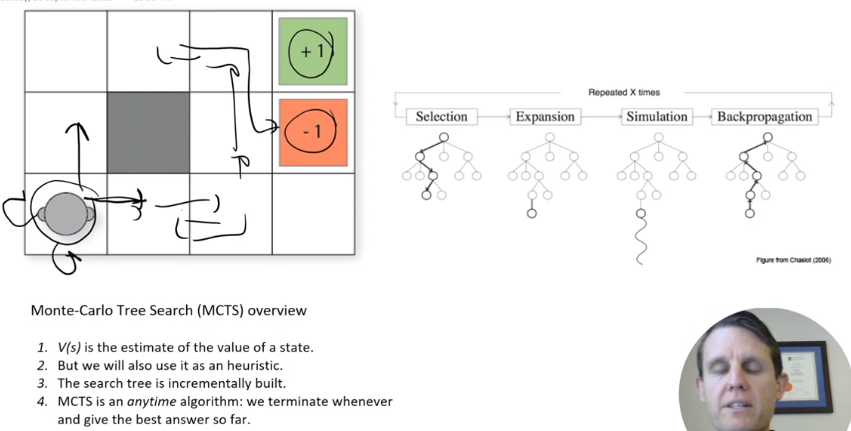 + 1
- 1
Repeated X times
Selection
Expansion
Simulation
Backpropagation
Figure from Chaslot (2006)
Monte-Carlo Tree Search (MCTS) overview
1. V(s) is the estimate of the value of a state.
2. But we will also use it as an heuristic.
3. The search tree is incrementally built.
4. MCTS is an anytime algorithm: we terminate whenever
and give the best answer so far.